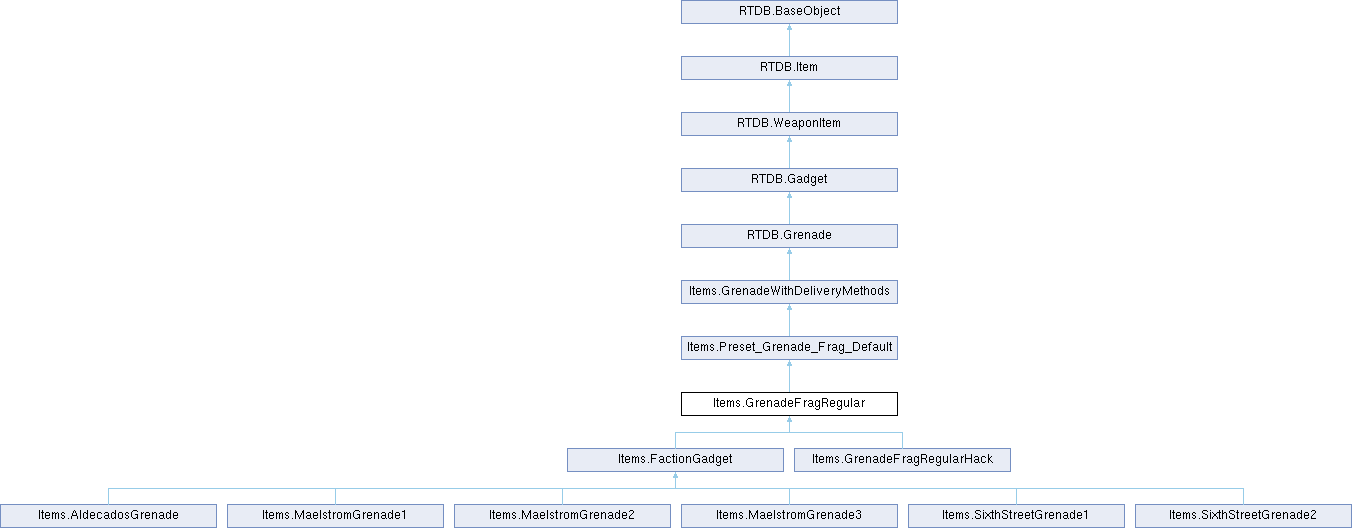 RTDB.BaseObject
RTDB.Item
RTDB.WeaponItem
RTDB.Gadget
RTDB.Grenade
Items.GrenadeWithDeliveryMethods
Items.Preset_Grenade_Frag_Default
Items.GrenadeFragRegular
Items.FactionGadget
Items.GrenadeFragRegularHack
Items.AldecadosGrenade
Items.MaelstromGrenade1
Items.MaelstromGrenade2
Items.MaelstromGrenade3
Items.SixthStreetGrenade1
Items.SixthStreetGrenade2